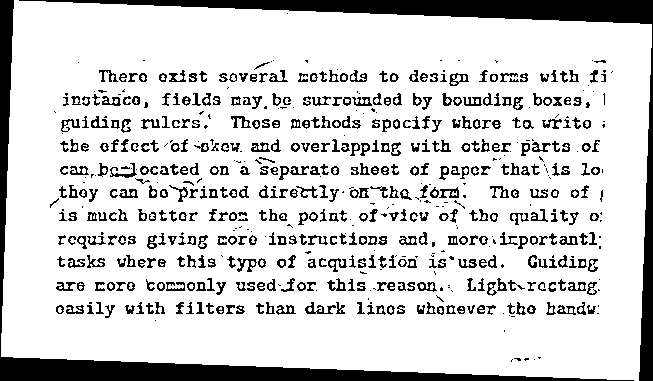 There exist several methods to design forms with fi
instance, fields may be surrounded by bounding boxes,
guiding rulers. These methods specify where to write
the effect of skew and overlapping with other parts of
can be located on a separate sheet of paper that is lo
they can be printed directly on the form. The use of
is much better from the point of view of the quality o
requires giving more instructions and, more importantl
tasks where this type of acquisition is used. Guiding
are more commonly used for this reason. Light rectang
easily with filters than dark lines whenever the handw